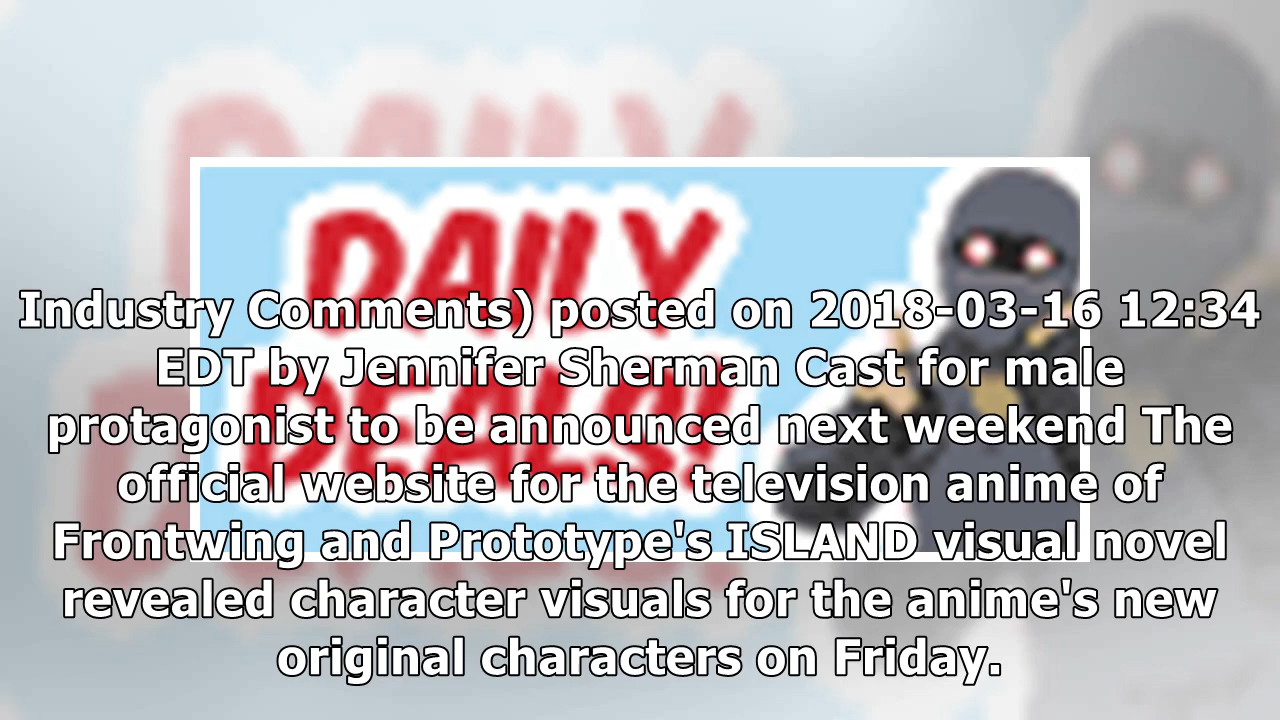 DAILY
DEALS!
Industry Comments) posted on 2018-03-16 12:34
EDT by Jennifer Sherman Cast for male
protagonist to be announced next weekend The
official website for the television anime of
Frontwing and Prototype's ISLAND visual novel
revealed character visuals for the anime's new
original characters on Friday.